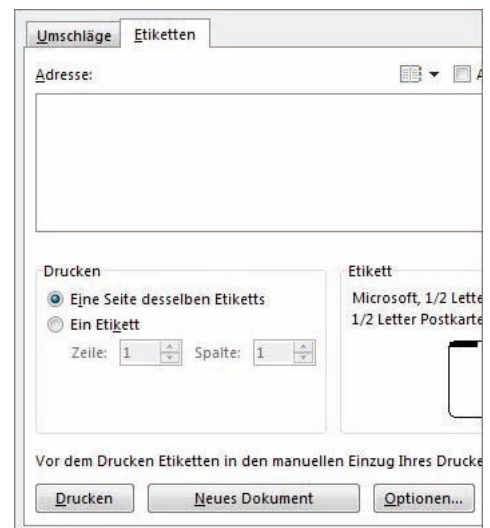 Umschläge Etiketten
Adresse:
Drucken
Eine Seite desselben Etiketts
Ein Etikett
Zeile: 1 Spalte: 1
Etikett
Microsoft, 1/2 Lette
1/2 Letter Postkarte
Vor dem Drucken Etiketten in den manuellen Einzug Ihres Drucke
Drucken Neues Dokument Optionen...